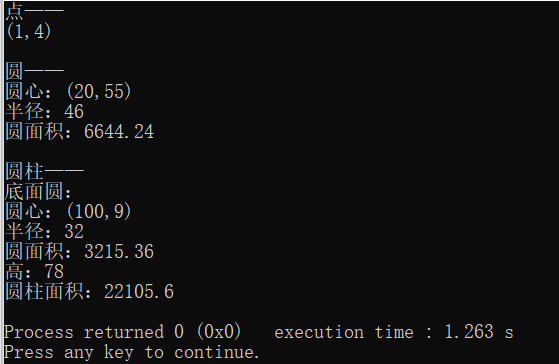 点——
(1,4)
圆——
圆心：(20,55)
半径：46
圆面积：6644.24
圆柱——
底面圆：
圆心：(100,9)
半径：32
圆面积：3215.36
高：78
圆柱面积：22105.6
Process returned 0 (0x0)   execution time : 1.263 s
Press any key to continue.